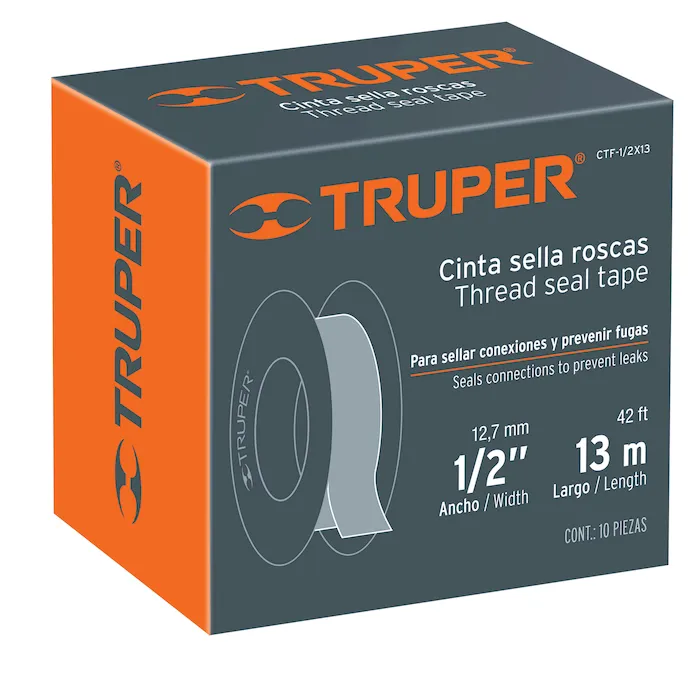 TRUPER®
Cinta sella roscas
Thread seal tape
TRUPER®
CTF-1/2X13
TRUPER®
Cinta sella roscas
Thread seal tape
Para sellar conexiones y prevenir fugas
Seals connections to prevent leaks
TRUPER®
12,7 mm
1/2"
Ancho / Width
42 ft
13 m
Largo / Length
CONT.: 10 PIEZAS